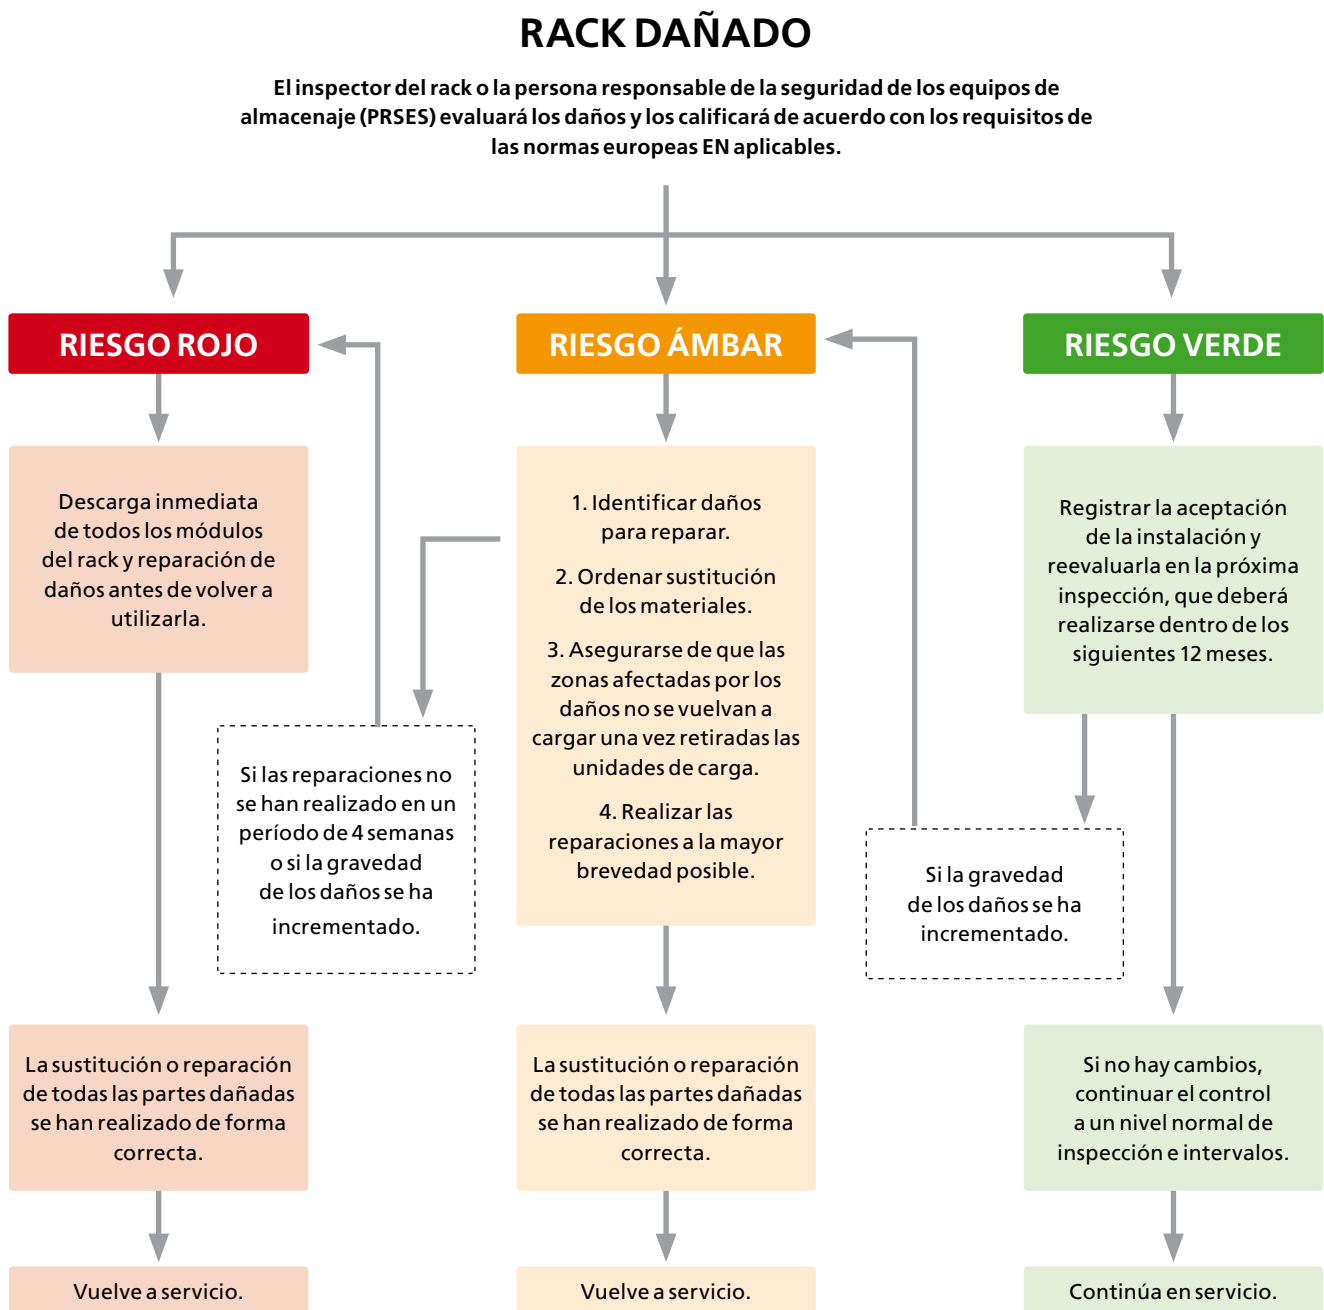 RACK DAÑADO
El inspector del rack o la persona responsable de la seguridad de los equipos de
almacenaje (PRSES) evaluará los daños y los calificará de acuerdo con los requisitos de
las normas europeas EN aplicables.
RIESGO ROJO
Descarga inmediata
de todos los módulos
del rack y reparación de
daños antes de volver a
utilizarla.
Si las reparaciones no
se han realizado en un
período de 4 semanas
o si la gravedad
de los daños se ha
incrementado.
La sustitución o reparación
de todas las partes dañadas
se han realizado de forma
correcta.
Vuelve a servicio.
RIESGO ÁMBAR
1. Identificar daños
para reparar.
2. Ordenar sustitución
de los materiales.
3. Asegurarse de que las
zonas afectadas por los
daños no se vuelvan a
cargar una vez retiradas las
unidades de carga.
4. Realizar las
reparaciones a la mayor
brevedad posible.
La sustitución o reparación
de todas las partes dañadas
se han realizado de forma
correcta.
Vuelve a servicio.
RIESGO VERDE
Registrar la aceptación
de la instalación y
reevaluarla en la próxima
inspección, que deberá
realizarse dentro de los
siguientes 12 meses.
Si la gravedad
de los daños se ha
incrementado.
Si no hay cambios,
continuar el control
a un nivel normal de
inspección e intervalos.
Continúa en servicio.